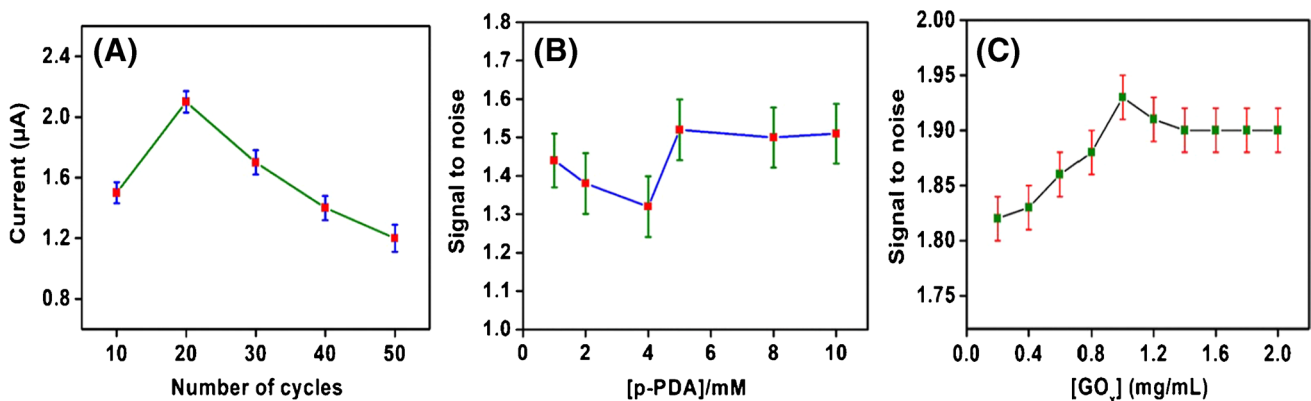 (A)
Current (µA)
2.4
2.0
1.6
1.2
0.8
10 20 30 40 50
Number of cycles
(B)
Signal to noise
1.8
1.7
1.6
1.5
1.4
1.3
1.2
1.1
1.0
0 2 4 6 8 10
[p-PDA]/mM
(C)
Signal to noise
2.00
1.95
1.90
1.85
1.80
1.75
0.0 0.4 0.8 1.2 1.6 2.0
[GOx] (mg/mL)